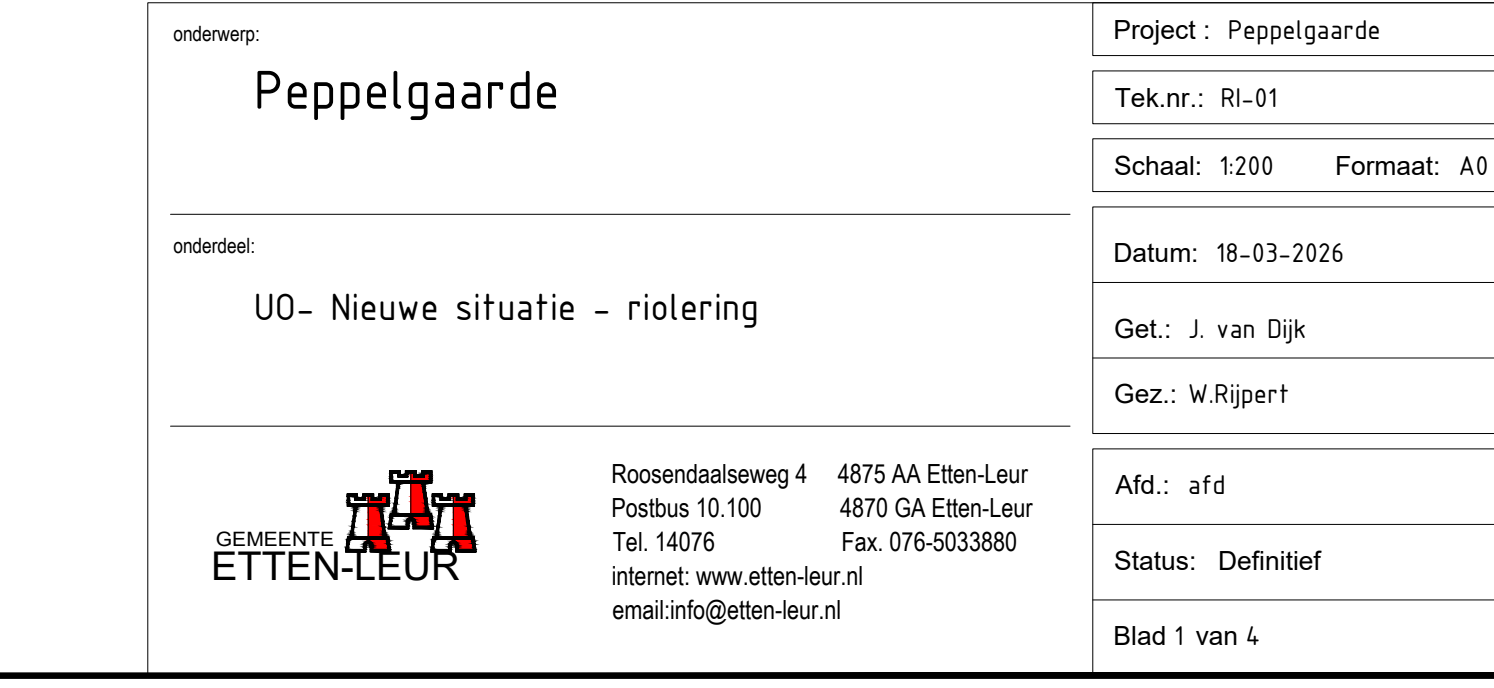 onderwerp:
Peppelgaarde
onderdeel:
UO- Nieuwe situatie - riolering
GEMEENTE
ETTEN-LEUR
Roosendaalseweg 4 4875 AA Etten-Leur
Postbus 10.100 4870 GA Etten-Leur
Tel. 14076 Fax. 076-5033880
internet: www.etten-leur.nl
email:info@etten-leur.nl
Project : Peppelgaarde
Tek.nr.: RI-01
Schaal: 1:200 Formaat: A0
Datum: 18-03-2026
Get.: J. van Dijk
Gez.: W.Rijpert
Afd.: afd
Status: Definitief
Blad 1 van 4